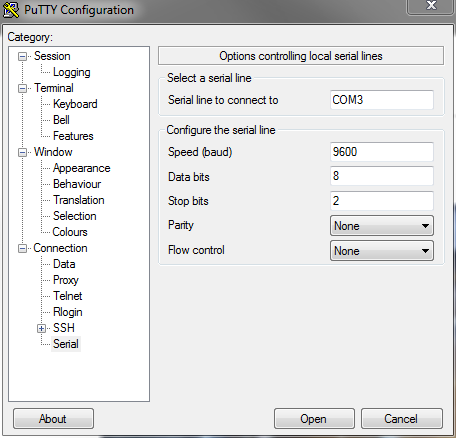 PuTTY Configuration
Category:
Session
Logging
Terminal
Keyboard
Bell
Features
Window
Appearance
Behaviour
Translation
Selection
Colours
Connection
Data
Proxy
Telnet
Rlogin
SSH
Serial
Options controlling local serial lines
Select a serial line
Serial line to connect to COM3
Configure the serial line
Speed (baud) 9600
Data bits 8
Stop bits 2
Parity None
Flow control None
About Open Cancel